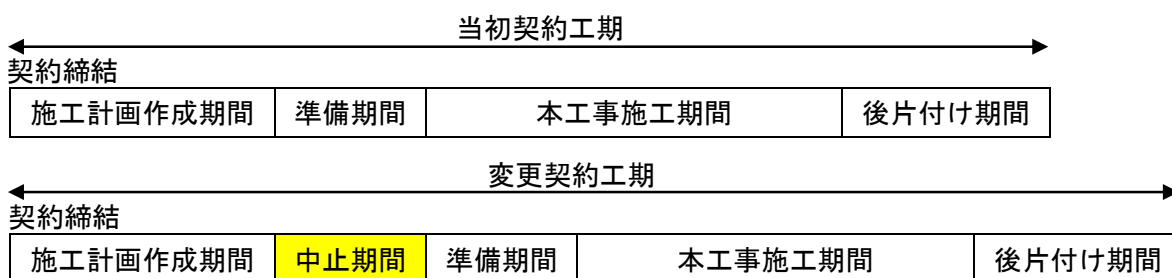 当初契約工期
契約締結
施工計画作成期間 準備期間 本工事施工期間 後片付け期間
変更契約工期
契約締結
施工計画作成期間 中止期間 準備期間 本工事施工期間 後片付け期間